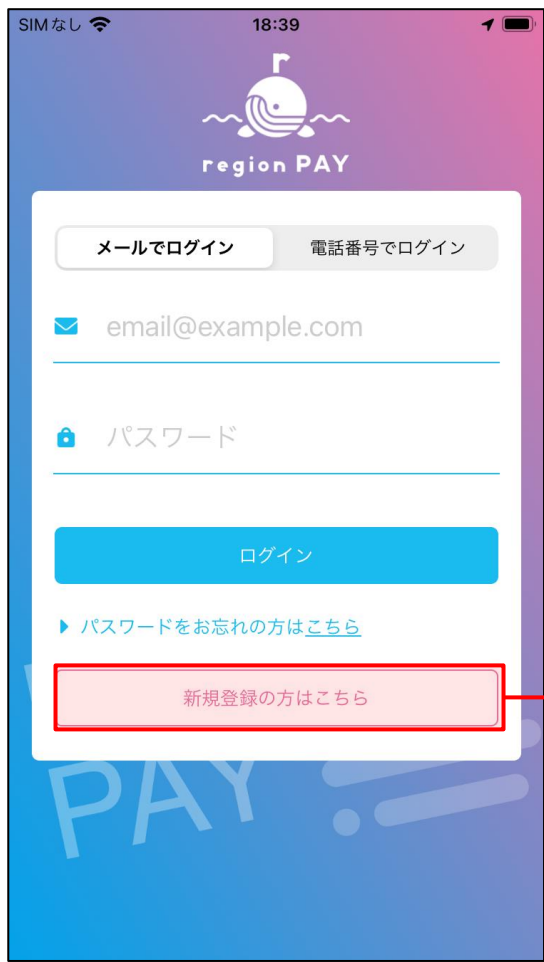 SIMなし 18:39
r
region PAY
メールでログイン 電話番号でログイン
email@example.com
パスワード
ログイン
パスワードをお忘れの方はこちら
新規登録の方はこちら
PAY